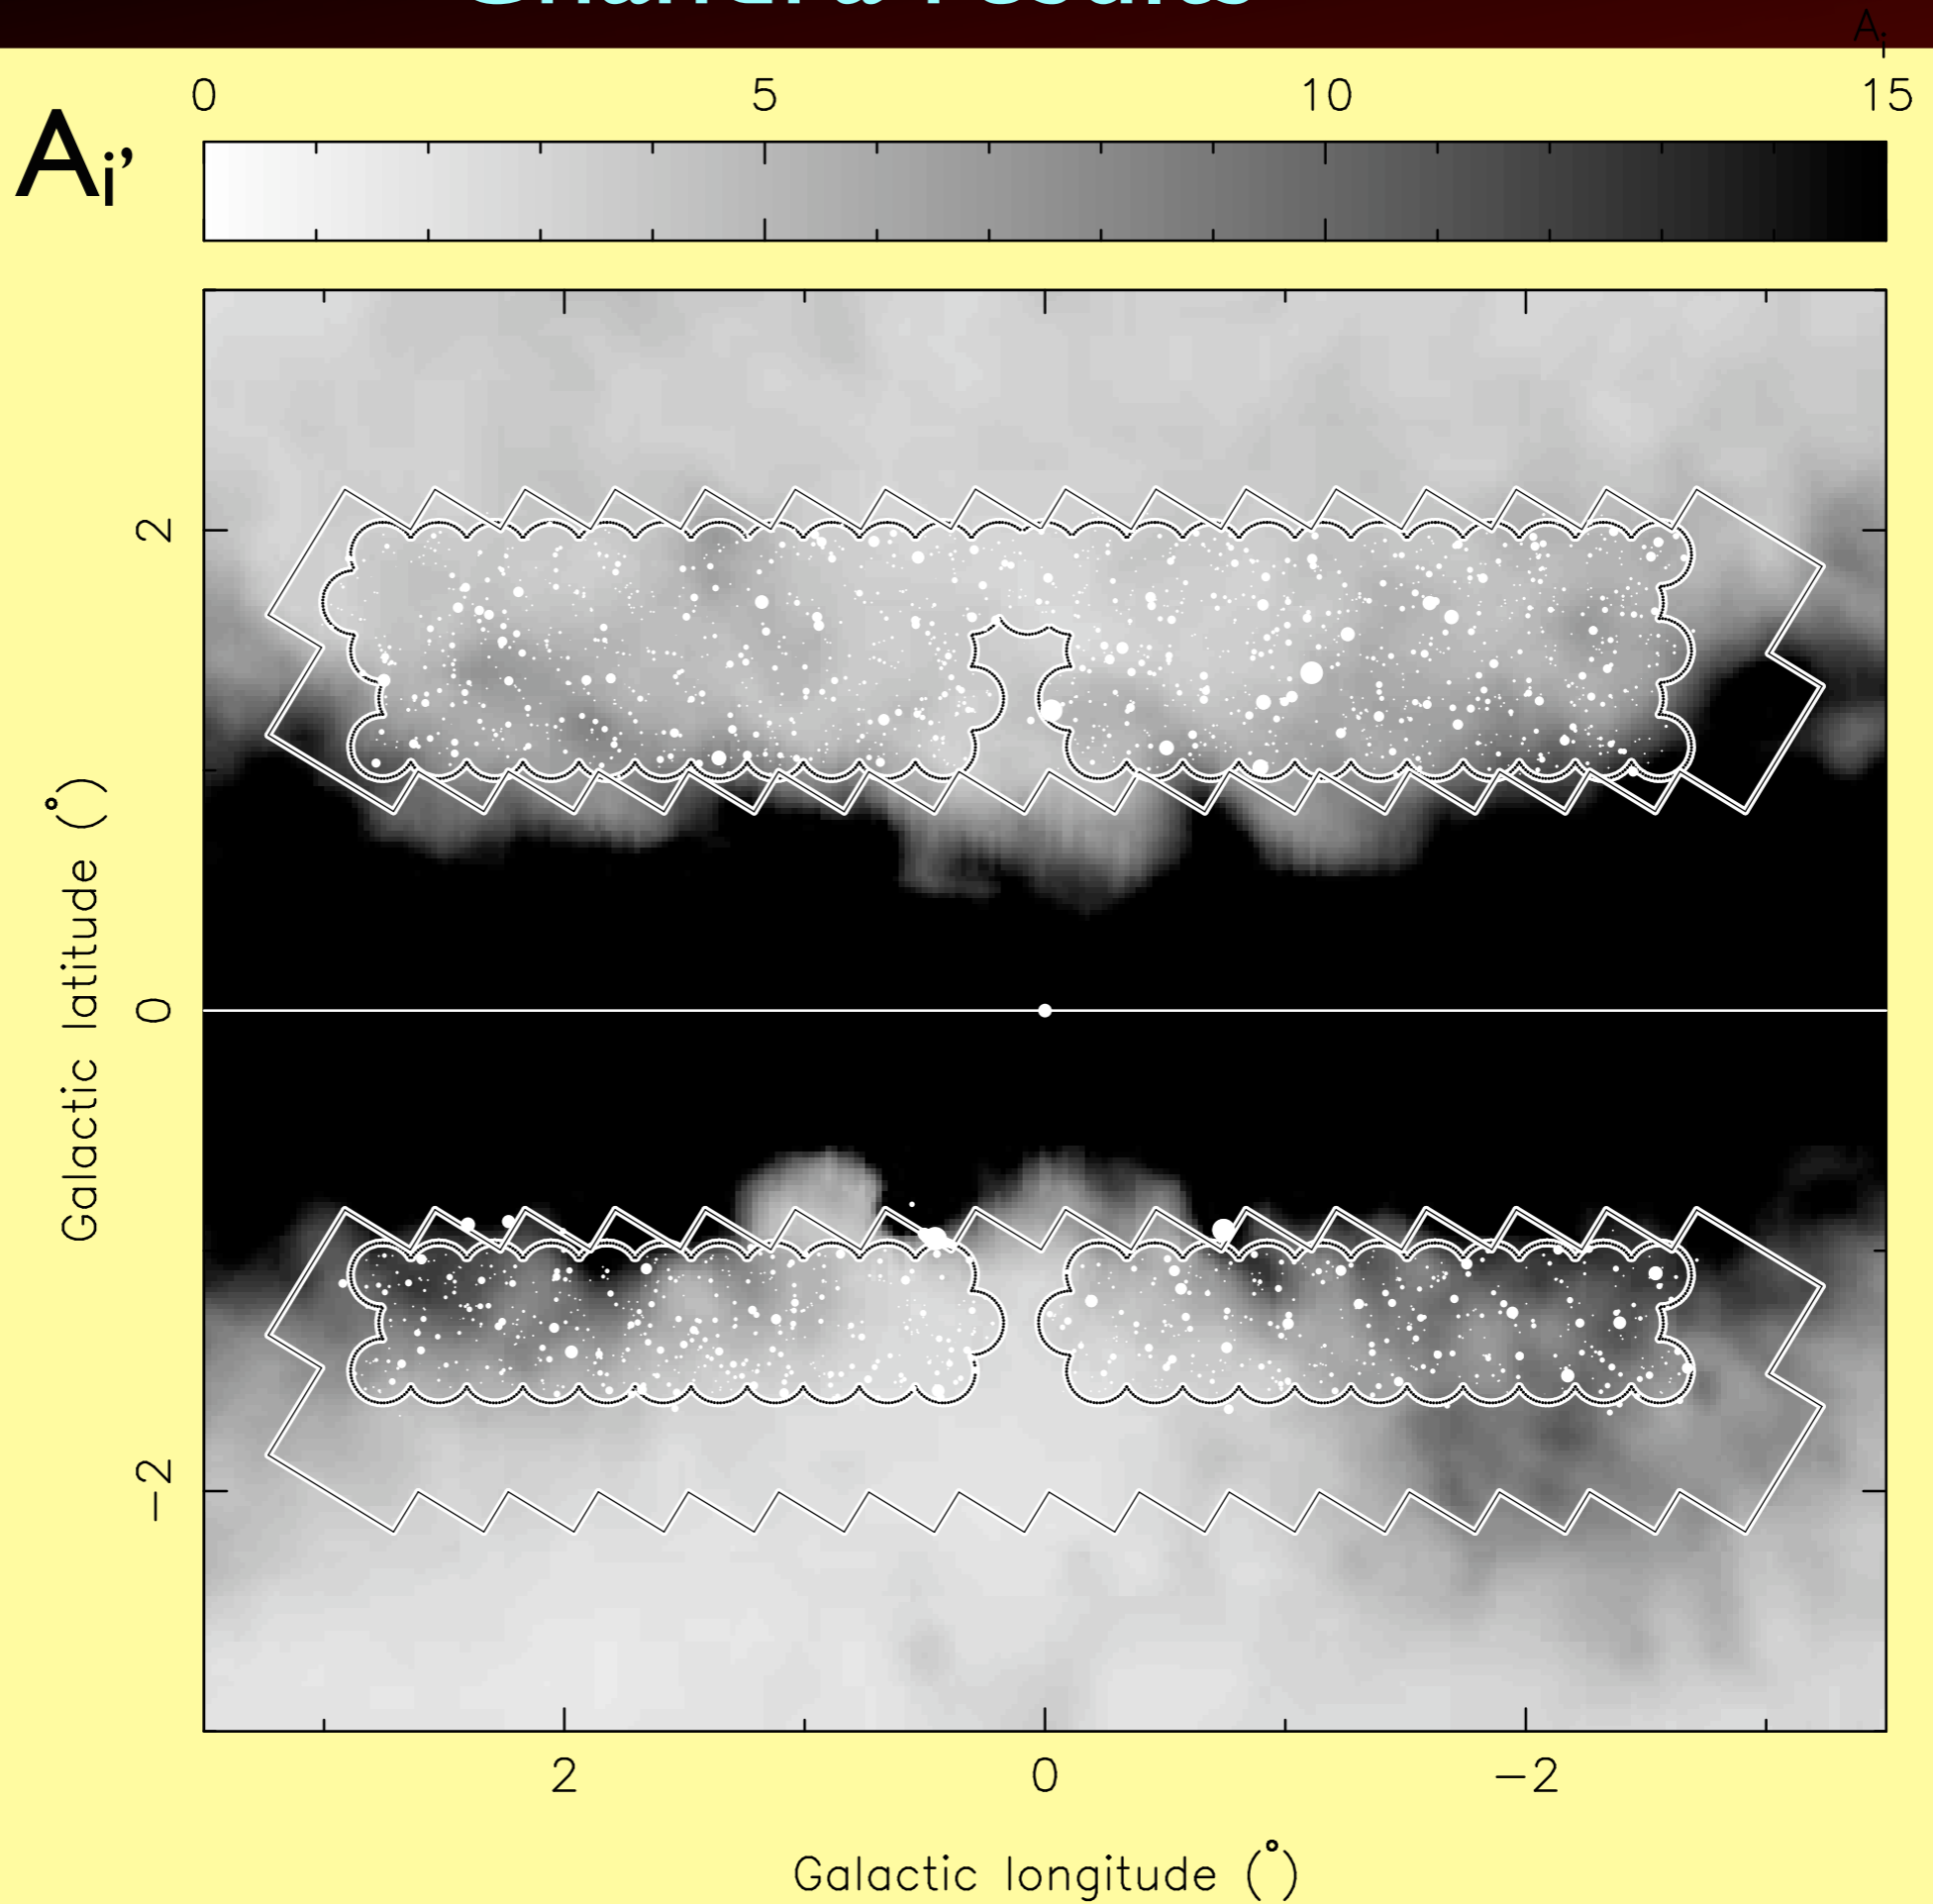 A i
0 5 10 15
Ai’
2
0
−2
Galactic latitude (°)
2 0 −2
Galactic longitude (°)